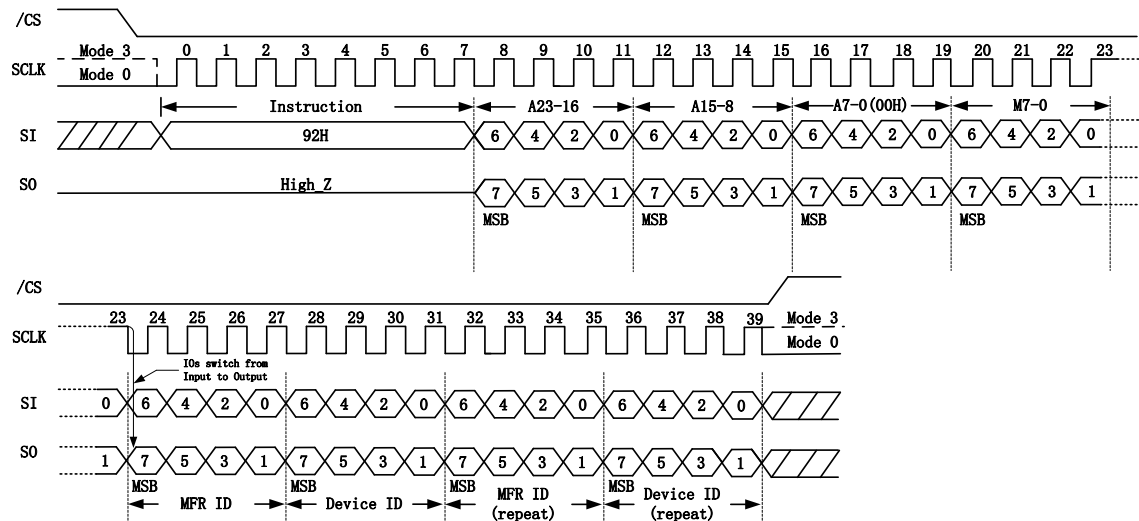 /CS
Mode 3 0 1 2 3 4 5 6 7 8 9 10 11 12 13 14 15 16 17 18 19 20 21 22 23
SCLK Mode 0
Instruction A23-16 A15-8 A7-0(00H) M7-0
SI 92H 6 4 2 0 6 4 2 0 6 4 2 0 6 4 2 0
SO High_Z 7 5 3 1 7 5 3 1 7 5 3 1 7 5 3 1
MSB MSB MSB MSB
/CS
23 24 25 26 27 28 29 30 31 32 33 34 35 36 37 38 39 Mode 3
SCLK Mode 0
IOs switch from
Input to Output
SI 0 6 4 2 0 6 4 2 0 6 4 2 0 6 4 2 0
SO 1 7 5 3 1 7 5 3 1 7 5 3 1 7 5 3 1
MSB MSB MSB MSB
MFR ID Device ID MFR ID Device ID
(repeat) (repeat)